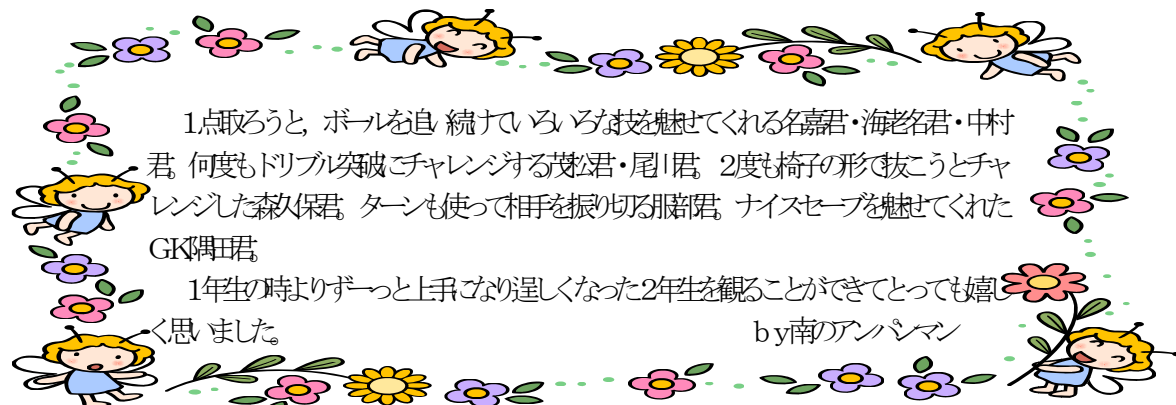 1点取ろうと，ボールを追い続けていろいろな技を魅せてくれる名嘉君・海老名君・中村
君。何度もドリブル突破にチャレンジする茂松君・尾川君。2度も椅子の形で抜こうとチャ
レンジした森久保君。ターンも使って相手を振り切る服部君。ナイスセーブを魅せてくれた
GK隅田君。
1年生の時よりずーっと上手になり逞しくなった2年生を観ることができてとっても嬉し
く思いました。 by南のアンパンマン